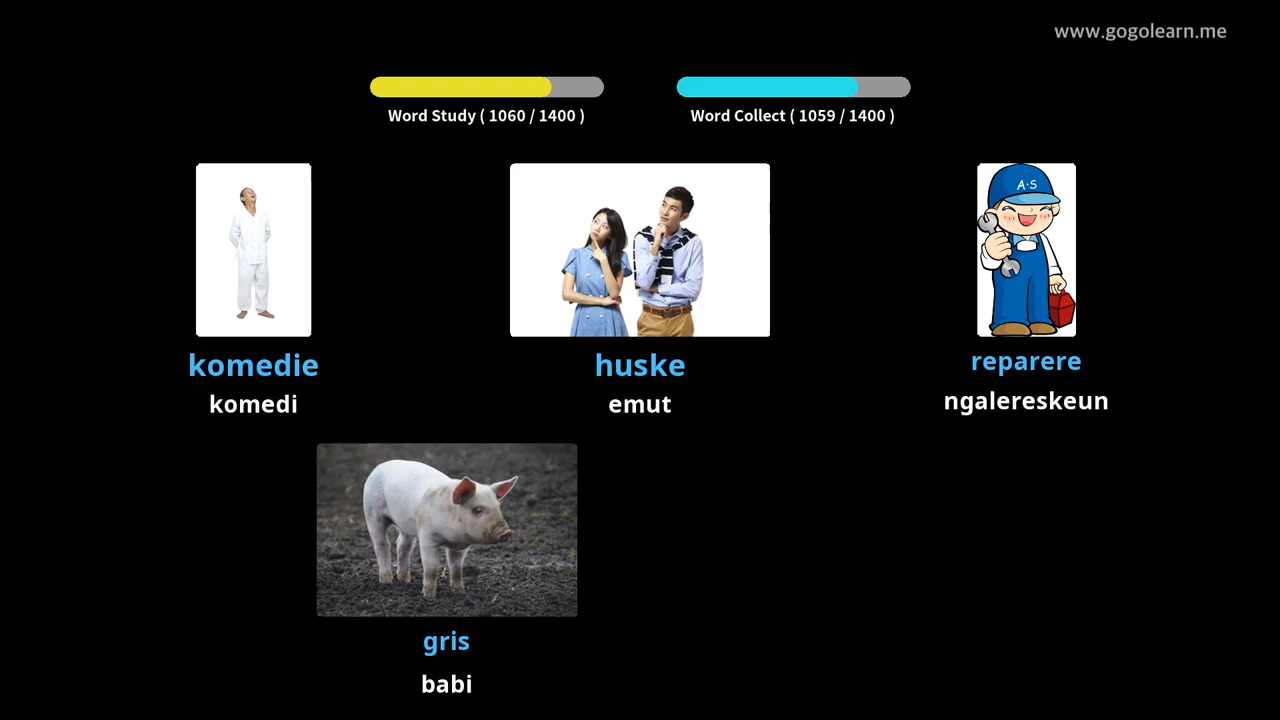 www.gogolearn.me
Word Study ( 1060 / 1400 )
Word Collect ( 1059 / 1400 )
A·S
komedie
komedi
huske
emut
reparere
ngalereskeun
gris
babi